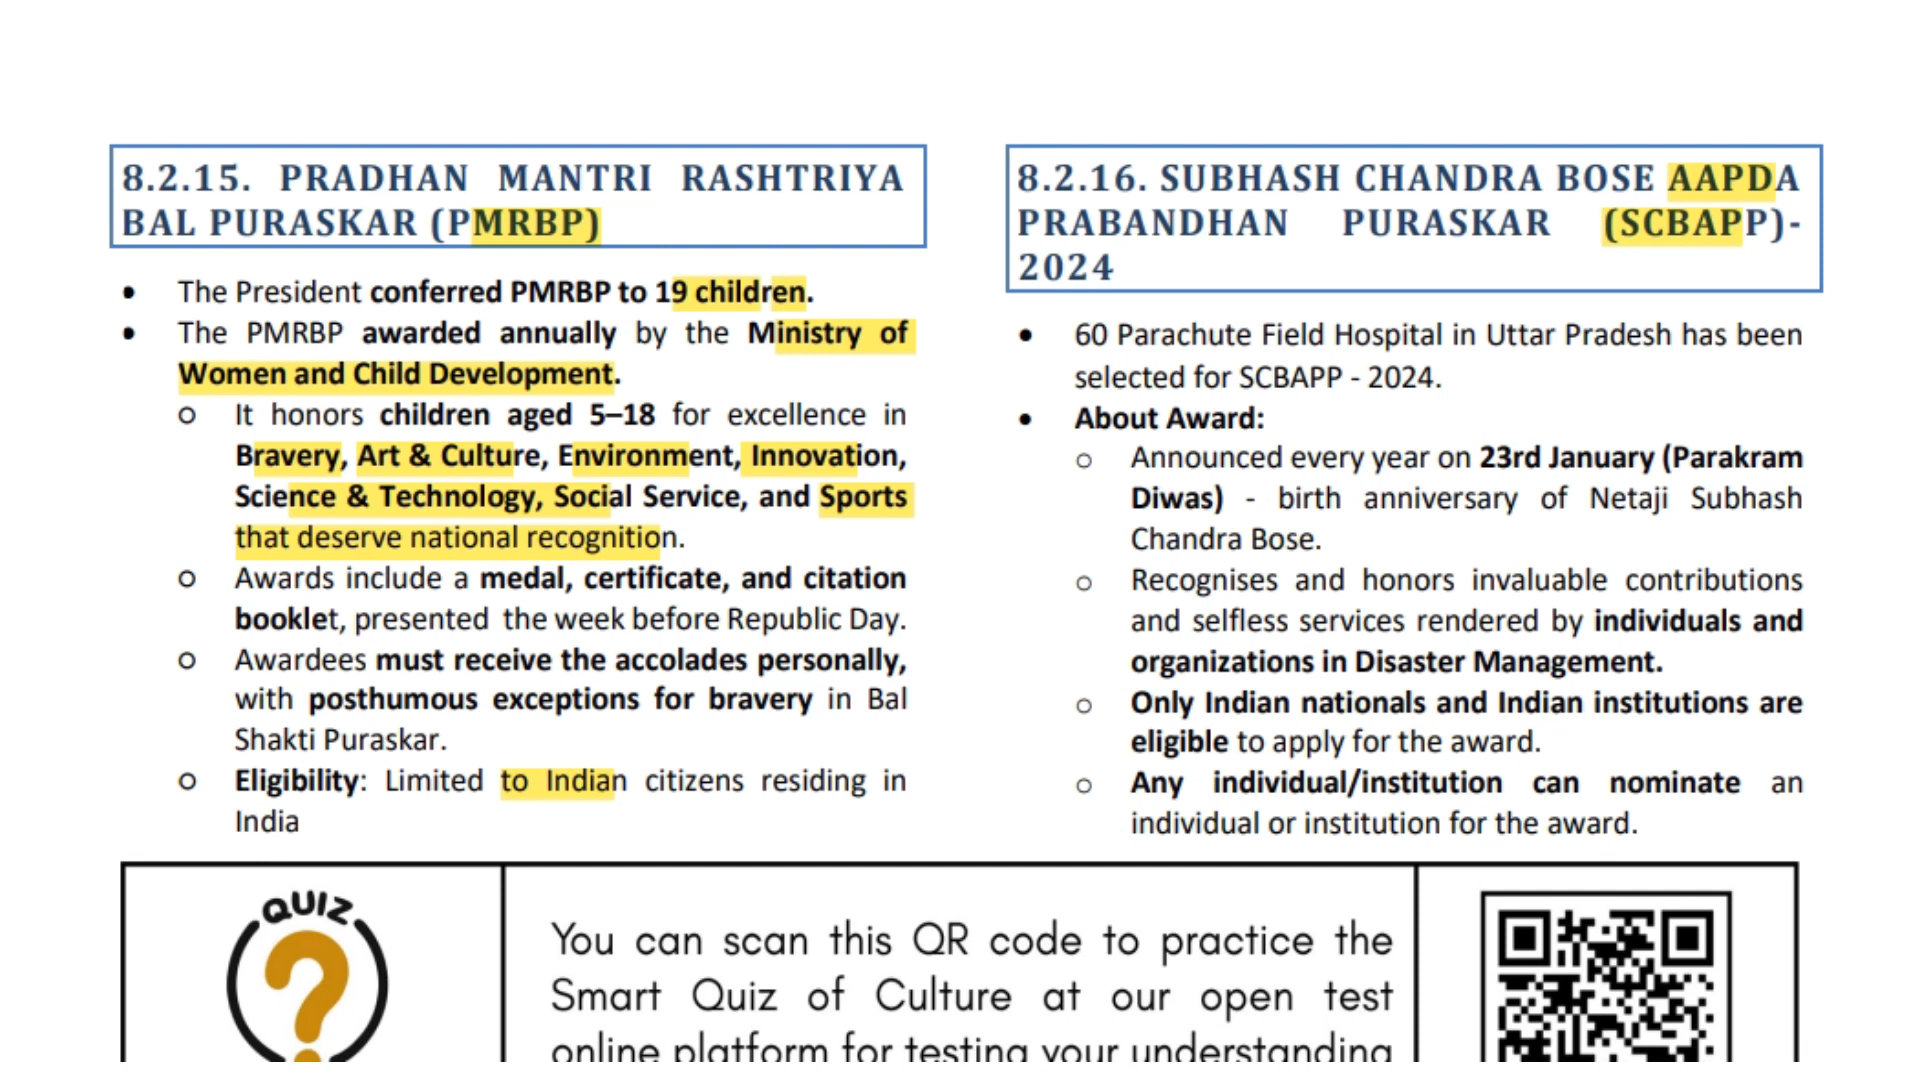 8.2.15. PRADHAN MANTRI RASHTRIYA
BAL PURASKAR (PMRBP)
• The President conferred PMRBP to 19 children.
• The PMRBP awarded annually by the Ministry of
Women and Child Development.
o It honors children aged 5–18 for excellence in
Bravery, Art & Culture, Environment, Innovation,
Science & Technology, Social Service, and Sports
that deserve national recognition.
o Awards include a medal, certificate, and citation
booklet, presented the week before Republic Day.
o Awardees must receive the accolades personally,
with posthumous exceptions for bravery in Bal
Shakti Puraskar.
o Eligibility: Limited to Indian citizens residing in
India
8.2.16. SUBHASH CHANDRA BOSE AAPDA
PRABANDHAN PURASKAR (SCBAPP)-
2024
• 60 Parachute Field Hospital in Uttar Pradesh has been
selected for SCBAPP - 2024.
• About Award:
o Announced every year on 23rd January (Parakram
Diwas) - birth anniversary of Netaji Subhash
Chandra Bose.
o Recognises and honors invaluable contributions
and selfless services rendered by individuals and
organizations in Disaster Management.
o Only Indian nationals and Indian institutions are
eligible to apply for the award.
o Any individual/institution can nominate an
individual or institution for the award.
QUIZ
You can scan this QR code to practice the
Smart Quiz of Culture at our open test
online platform for testing your understanding